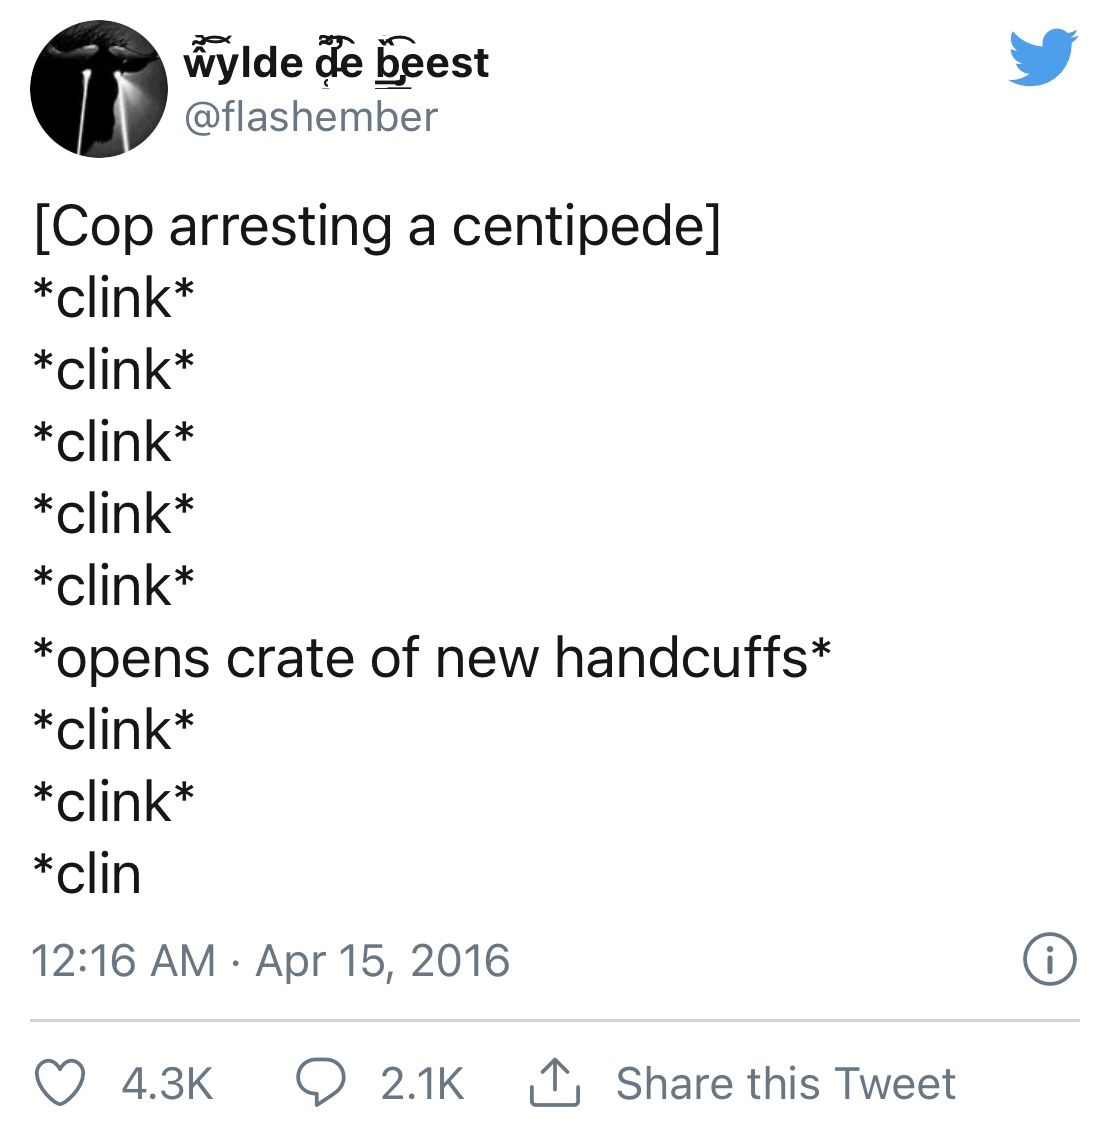 wylde de beest
@flashember
[Cop arresting a centipede]
*clink*
*clink*
*clink*
*clink*
*clink*
*opens crate of new handcuffs*
*clink*
*clink*
*clin
12:16 AM · Apr 15, 2016
4.3K 2.1K Share this Tweet